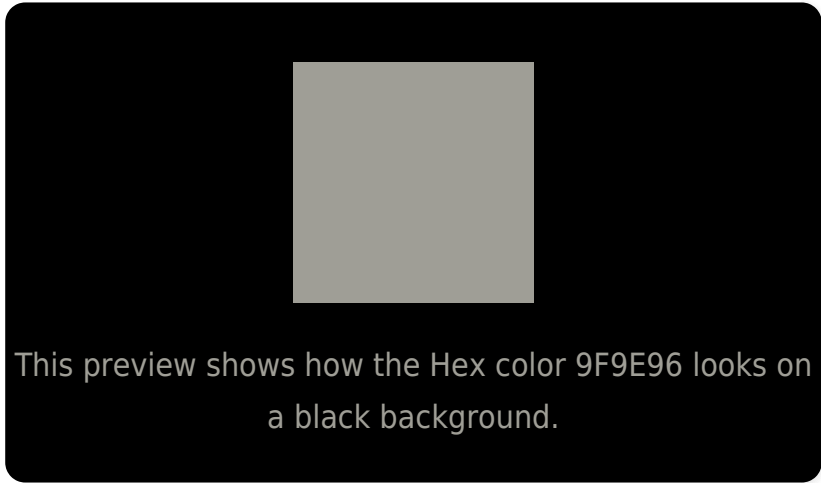 This preview shows how the Hex color 9F9E96 looks on
a black background.